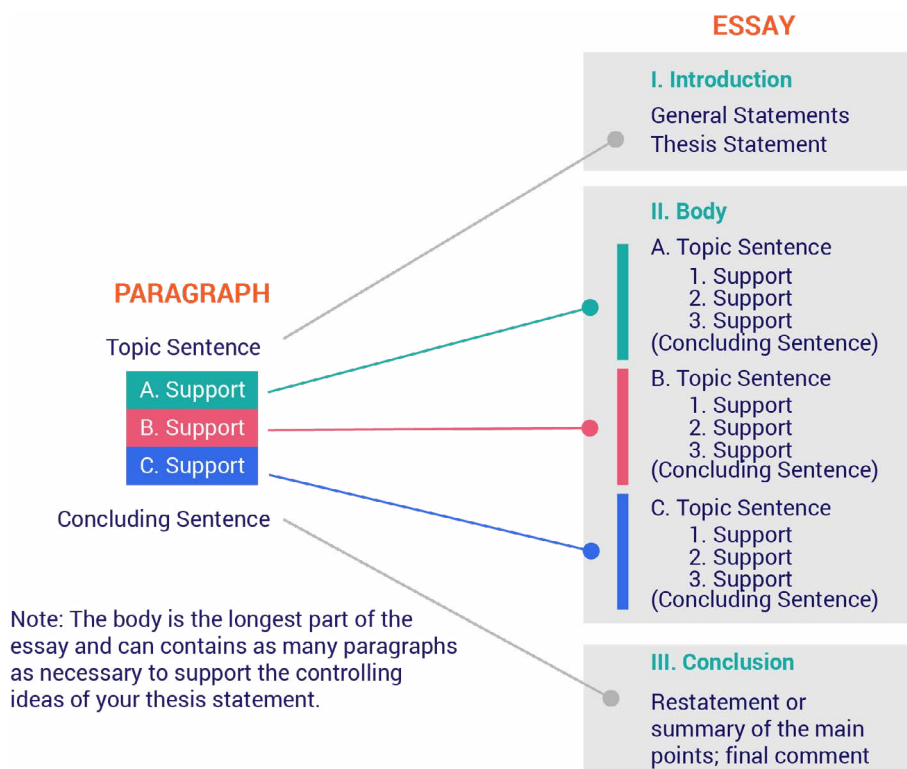 PARAGRAPH
Topic Sentence
A. Support
B. Support
C. Support
Concluding Sentence
Note: The body is the longest part of the
essay and can contains as many paragraphs
as necessary to support the controlling
ideas of your thesis statement.
ESSAY
I. Introduction
General Statements
Thesis Statement
II. Body
A. Topic Sentence
1. Support
2. Support
3. Support
(Concluding Sentence)
B. Topic Sentence
1. Support
2. Support
3. Support
(Concluding Sentence)
C. Topic Sentence
1. Support
2. Support
3. Support
(Concluding Sentence)
III. Conclusion
Restatement or
summary of the main
points; final comment